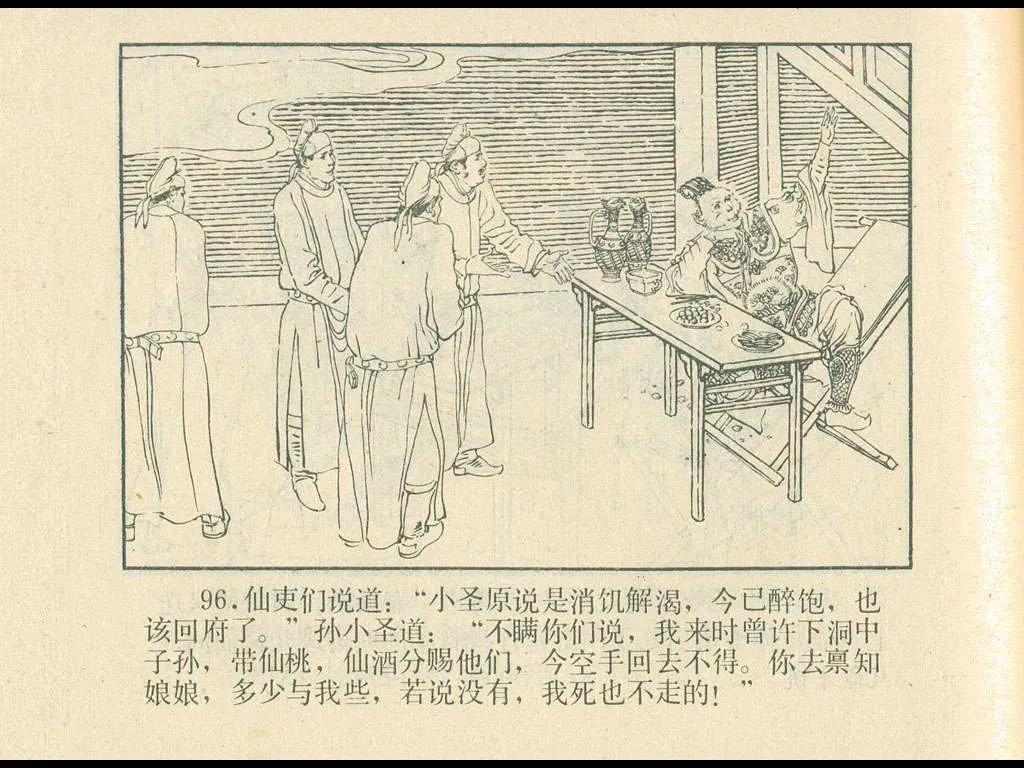 96.仙吏们说道：“小圣原说是消饥解渴，今已醉饱，也
该回府了。”孙小圣道：“不瞒你们说，我来时曾许下洞中
子孙，带仙桃，仙酒分赐他们，今空手回去不得。你去禀知
娘娘，多少与我些，若说没有，我死也不走的！”